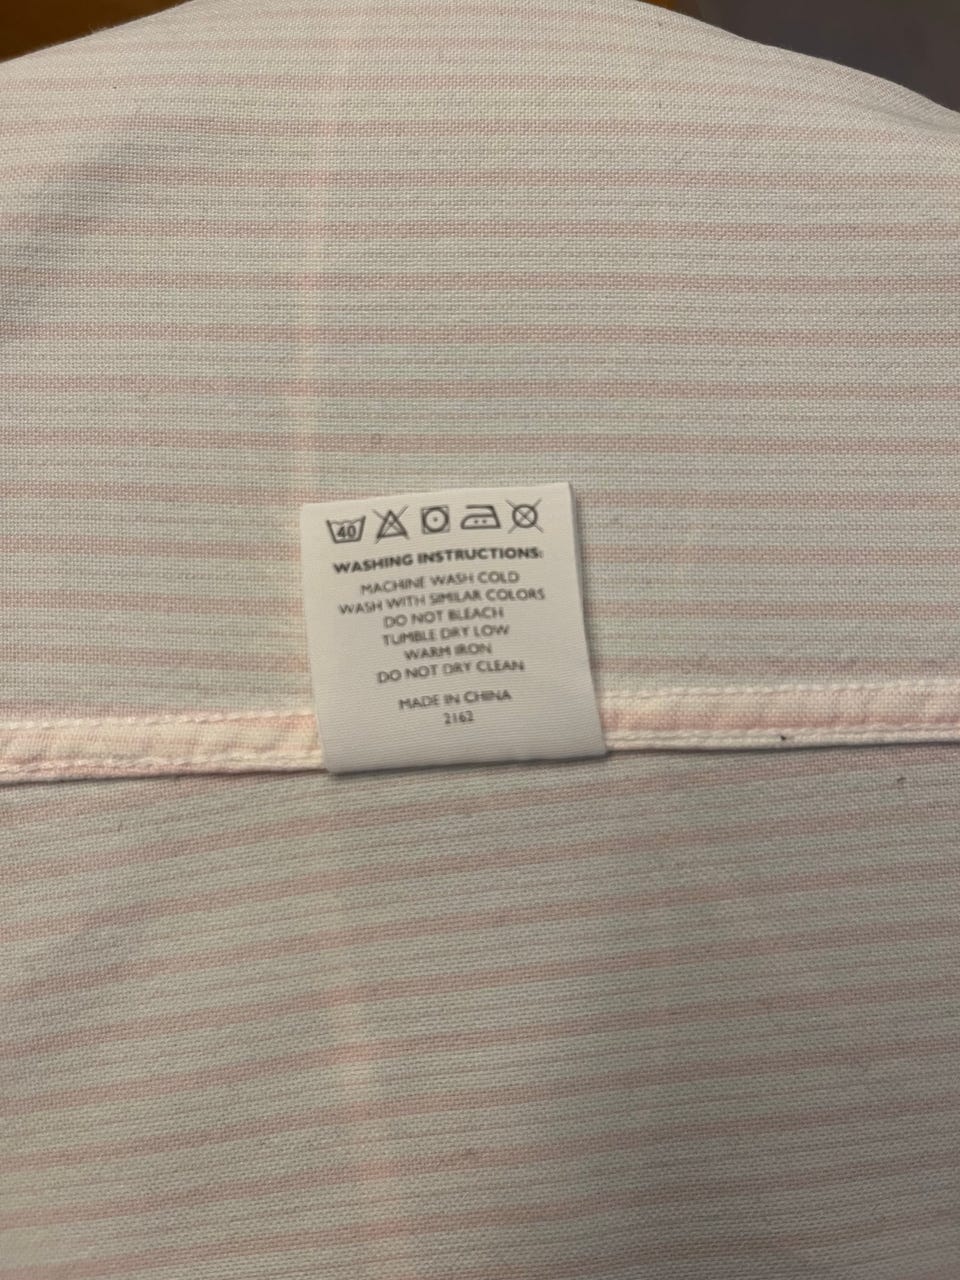 40
WASHING INSTRUCTIONS:
MACHINE WASH COLD
WASH WITH SIMILAR COLORS
DO NOT BLEACH
TUMBLE DRY LOW
WARM IRON
DO NOT DRY CLEAN
MADE IN CHINA
2162